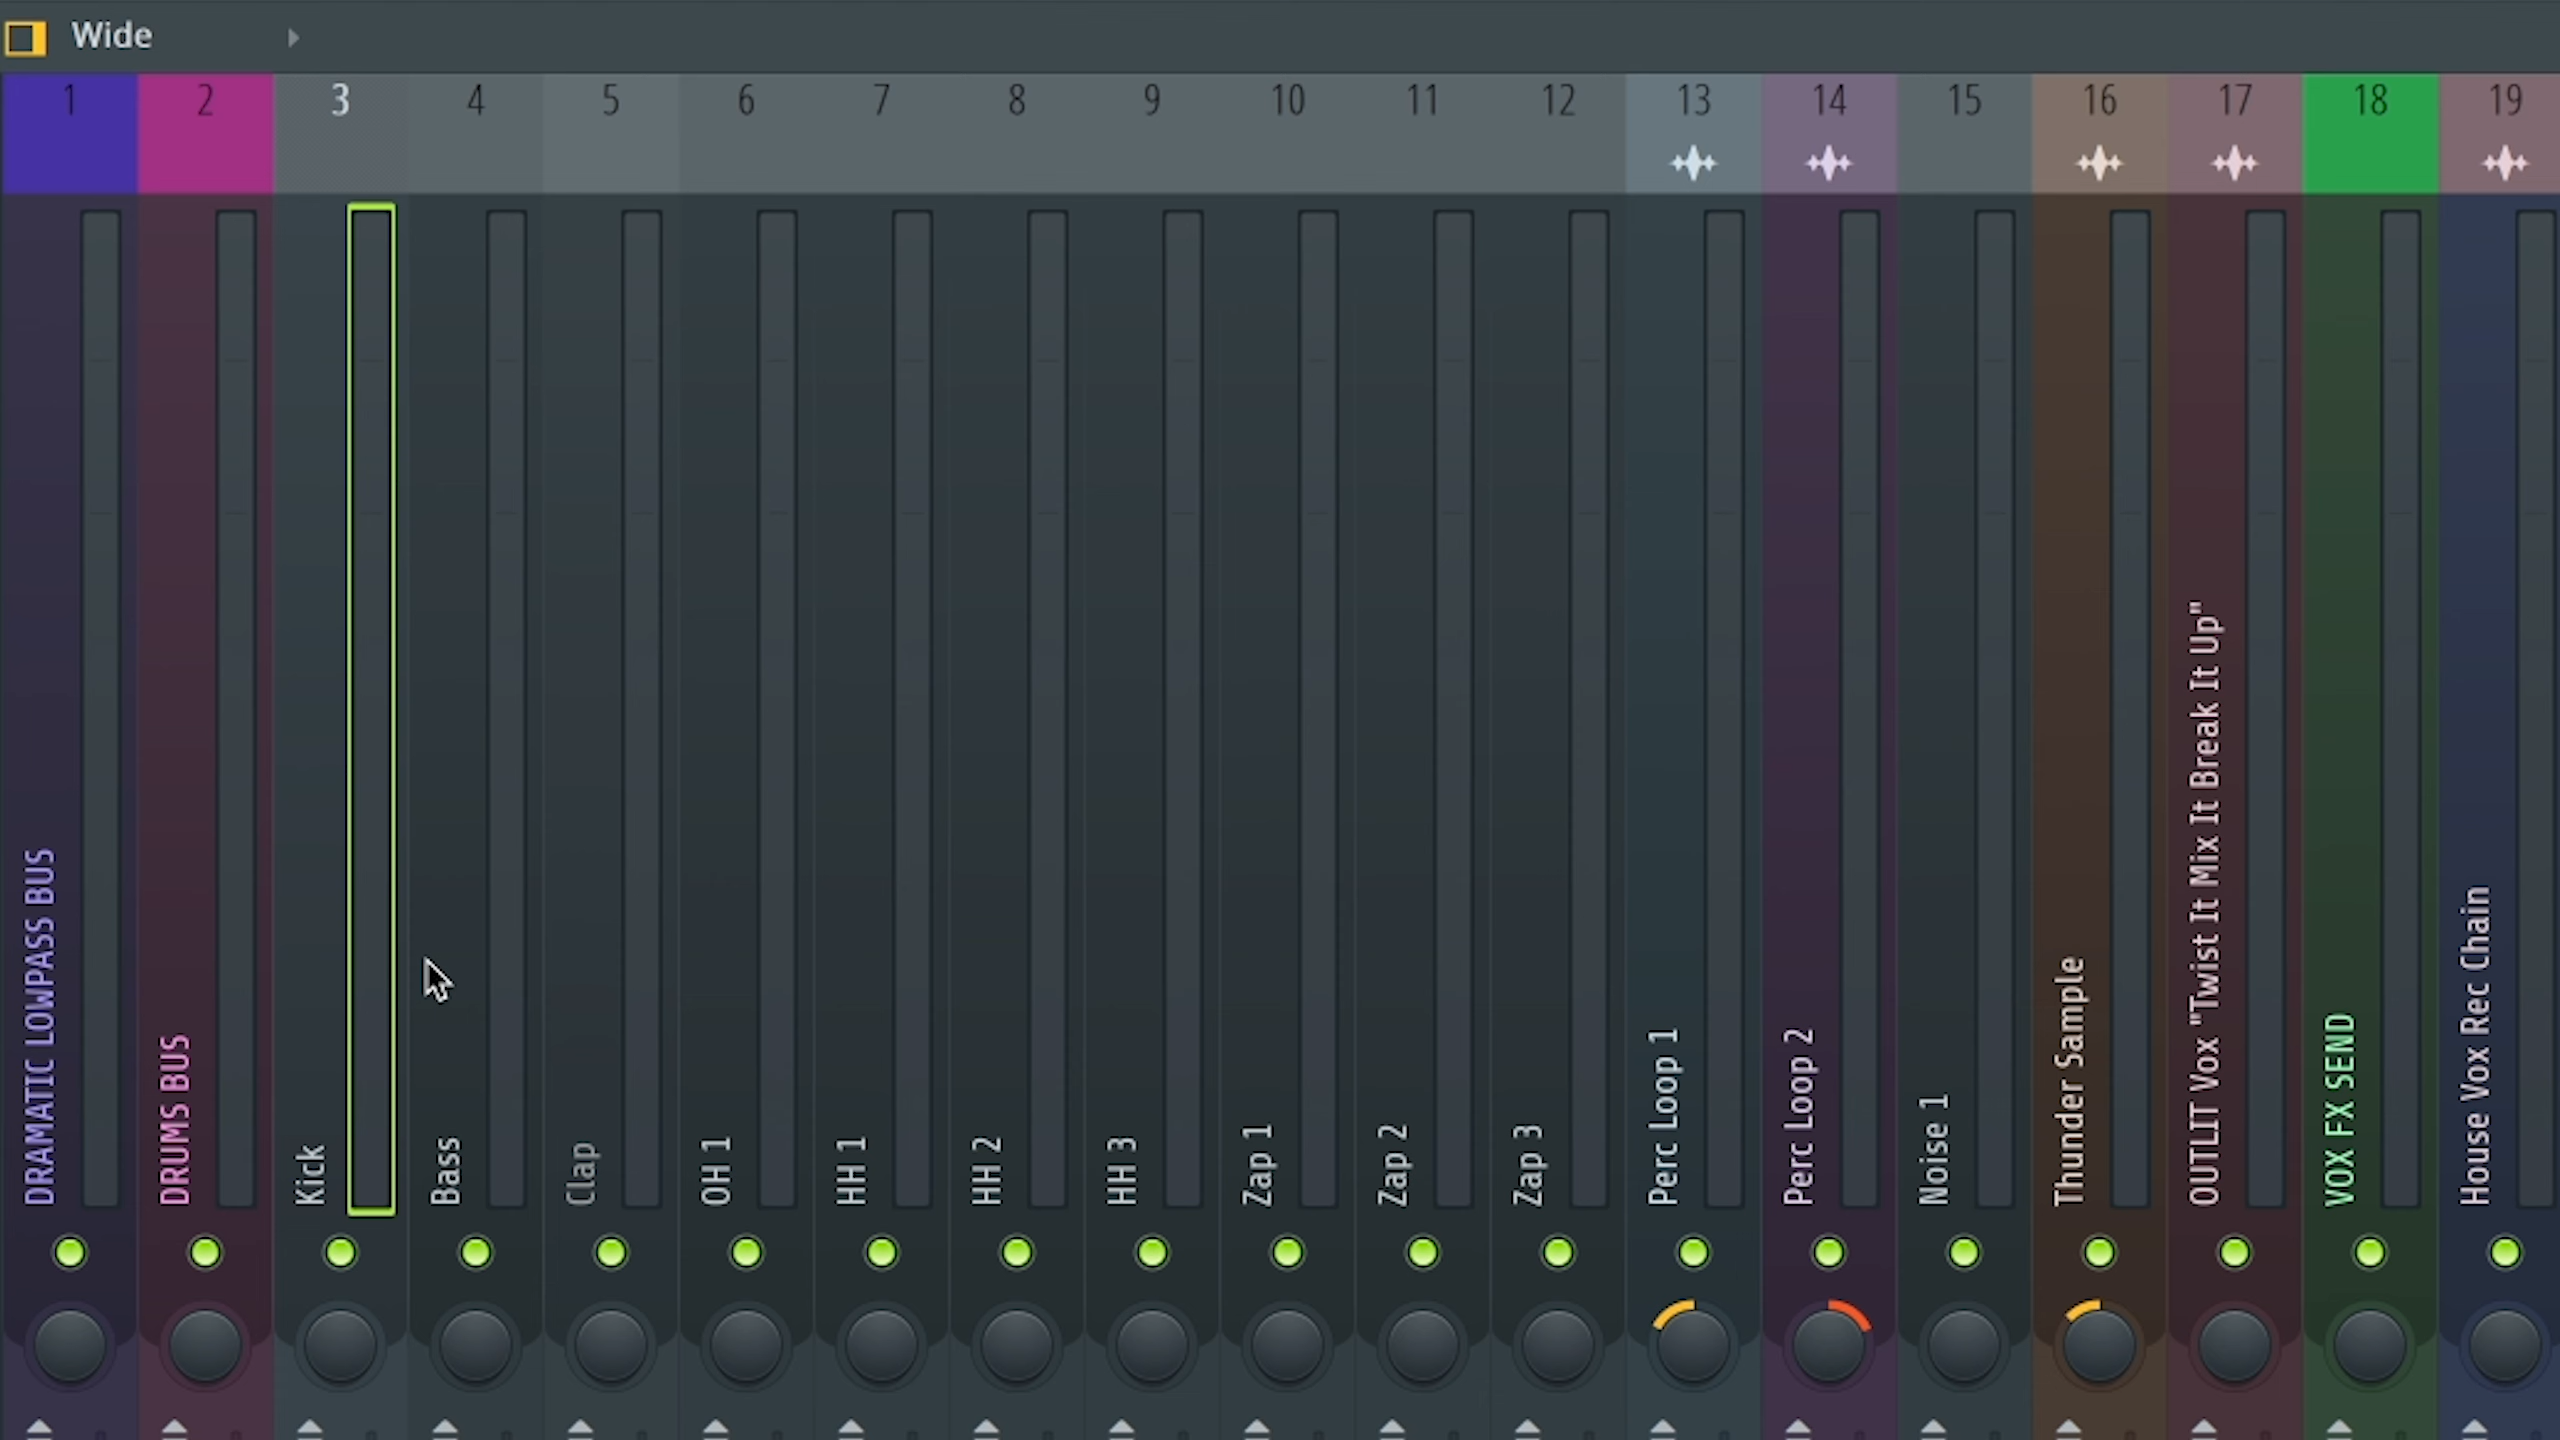 Wide
1 2 3 4 5 6 7 8 9 10 11 12 13 14 15 16 17 18 19
DRAMATIC LOWPASS BUS
DRUMS BUS
Kick
Bass
Clap
OH 1
HH 1
HH 2
HH 3
Zap 1
Zap 2
Zap 3
Perc Loop 1
Perc Loop 2
Noise 1
Thunder Sample
OUTLIT Vox "Twist It Mix It Break It Up"
VOX FX SEND
House Vox Rec Chain